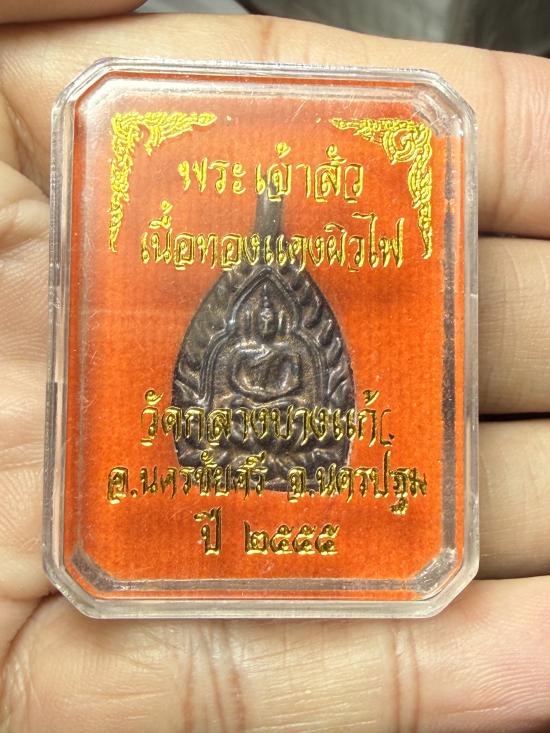 พระเจ้าสัว
เนื้อทองแดงผิวไฟ
วัดกลางบางแก้ว
อ.นครชัยศรี จ.นครปฐม
ปี ๒๕๕๕